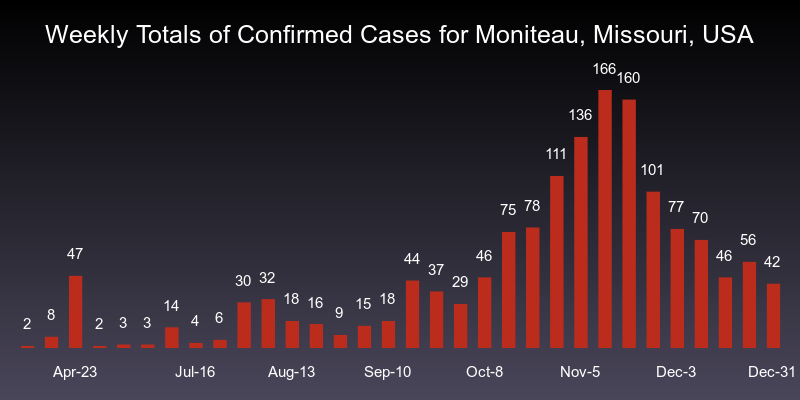 Weekly Totals of Confirmed Cases for Moniteau, Missouri, USA
2 8 47 2 3 3 14 4 6 30 32 18 16 9 15 18 44 37 29 46 75 78 111 136 166 160 101 77 70 46 56 42
Apr-23 Jul-16 Aug-13 Sep-10 Oct-8 Nov-5 Dec-3 Dec-31